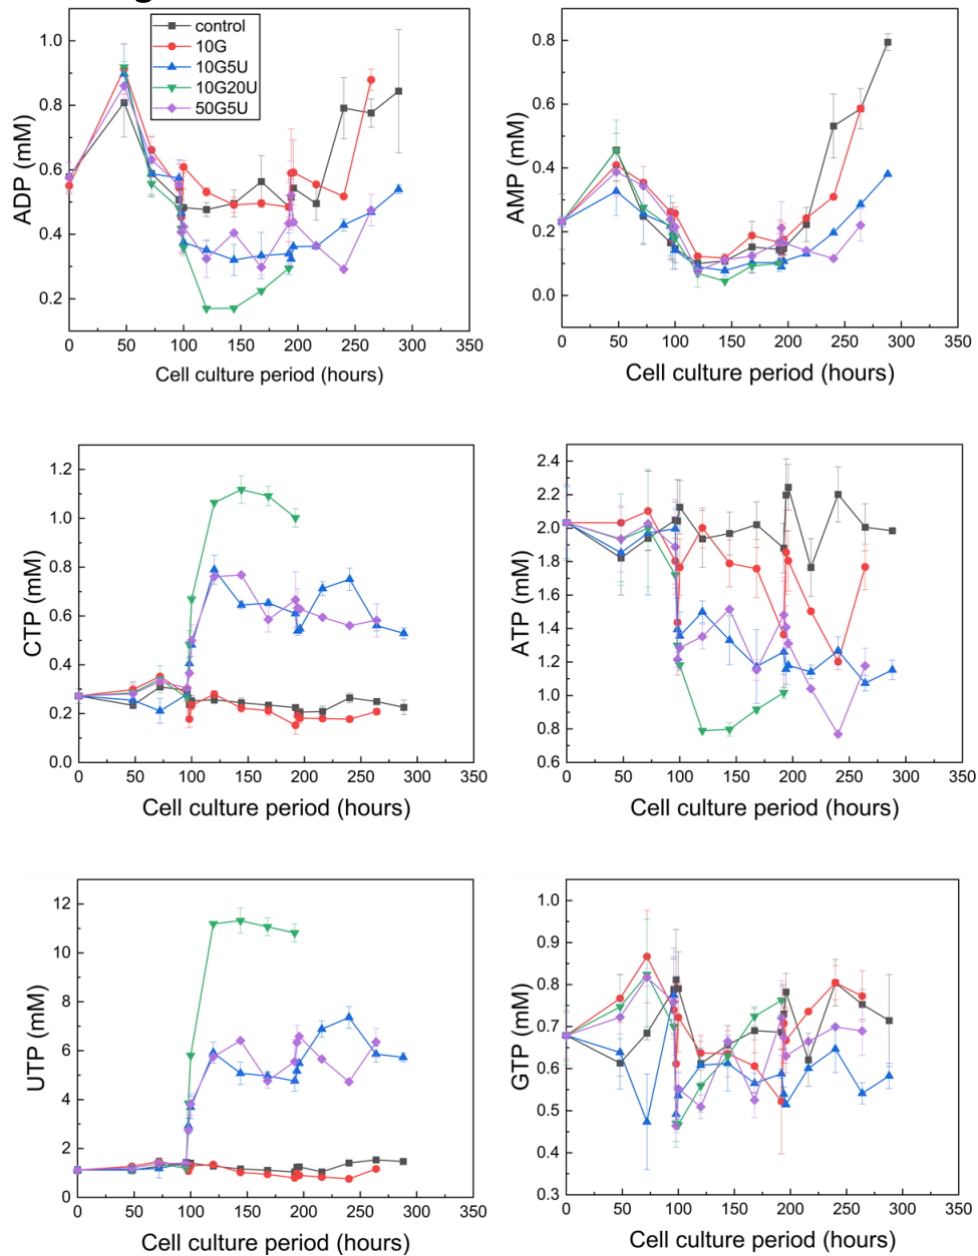 control
10G
10G5U
10G20U
50G5U
1.0
0.8
0.6
0.4
0.2
ADP (mM)
0 50 100 150 200 250 300 350
Cell culture period (hours)
0.8
0.6
0.4
0.2
0.0
AMP (mM)
0 50 100 150 200 250 300 350
Cell culture period (hours)
1.2
1.0
0.8
0.6
0.4
0.2
0.0
CTP (mM)
0 50 100 150 200 250 300 350
Cell culture period (hours)
2.4
2.2
2.0
1.8
1.6
1.4
1.2
1.0
0.8
0.6
ATP (mM)
0 50 100 150 200 250 300 350
Cell culture period (hours)
12
10
8
6
4
2
0
UTP (mM)
0 50 100 150 200 250 300 350
Cell culture period (hours)
1.0
0.9
0.8
0.7
0.6
0.5
0.4
0.3
GTP (mM)
0 50 100 150 200 250 300 350
Cell culture period (hours)